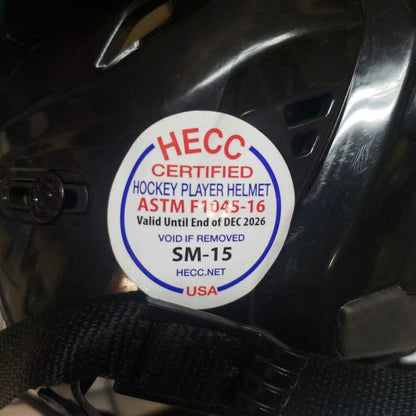 HECC
CERTIFIED
HOCKEY PLAYER HELMET
ASTM F1045-16
Valid Until End of DEC 2026
VOID IF REMOVED
SM-15
HECC.NET
USA